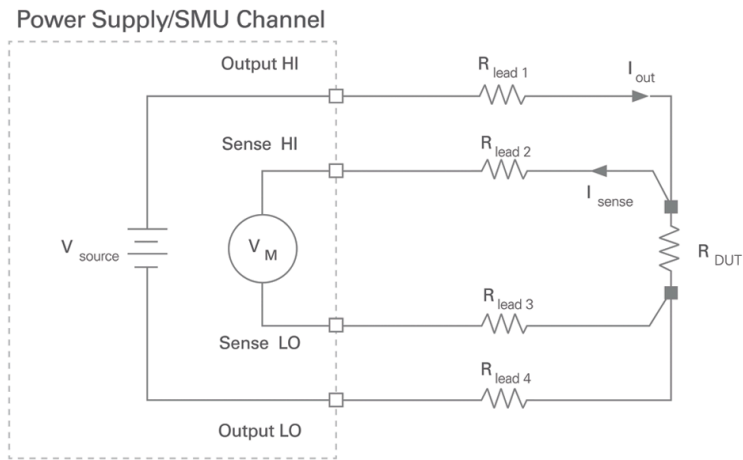 Power Supply/SMU Channel
Output HI
R lead 1
I out
Sense HI
R lead 2
I sense
V source
V M
R DUT
R lead 3
Sense LO
R lead 4
Output LO